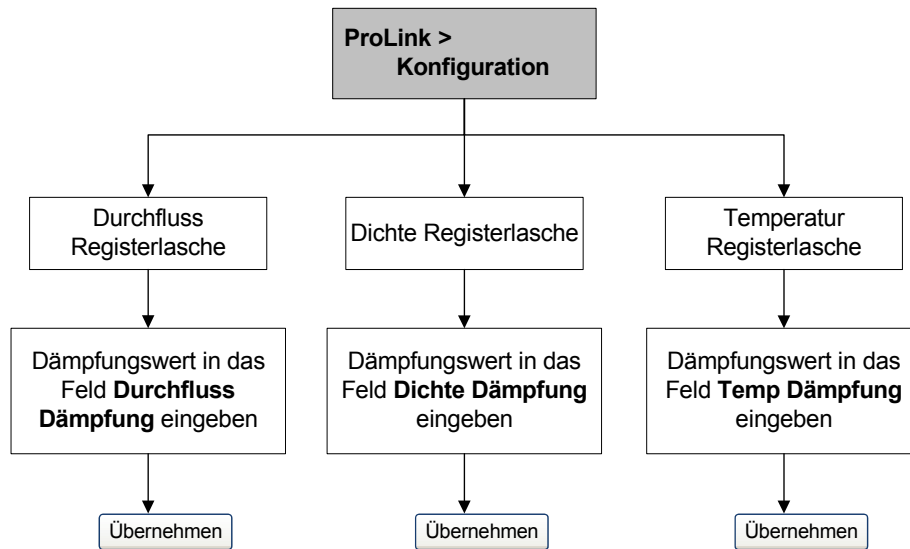 ProLink >
Konfiguration
Durchfluss
Registerlasche
Dichte Registerlasche
Temperatur
Registerlasche
Dämpfungswert in das
Feld Durchfluss
Dämpfung eingeben
Dämpfungswert in das
Feld Dichte Dämpfung
eingeben
Dämpfungswert in das
Feld Temp Dämpfung
eingeben
Übernehmen
Übernehmen
Übernehmen